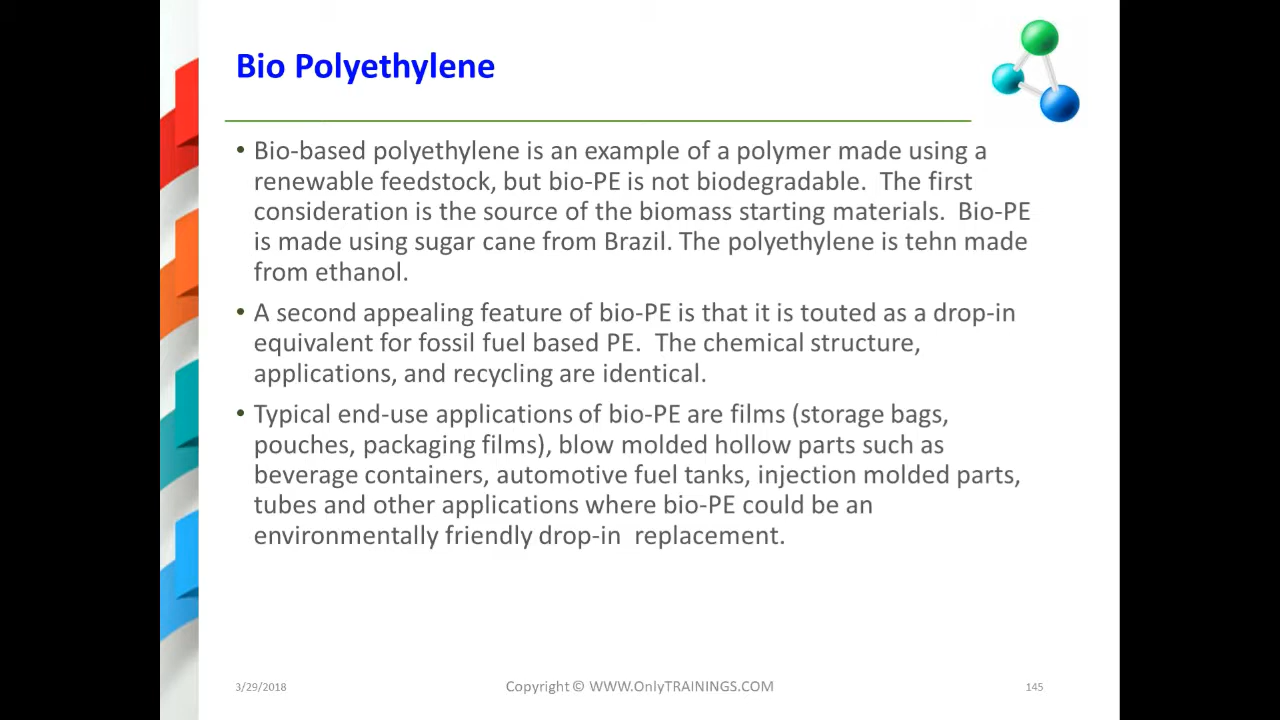 Bio Polyethylene
• Bio-based polyethylene is an example of a polymer made using a
renewable feedstock, but bio-PE is not biodegradable.  The first
consideration is the source of the biomass starting materials.  Bio-PE
is made using sugar cane from Brazil. The polyethylene is tehn made
from ethanol.
• A second appealing feature of bio-PE is that it is touted as a drop-in
equivalent for fossil fuel based PE.  The chemical structure,
applications, and recycling are identical.
• Typical end-use applications of bio-PE are films (storage bags,
pouches, packaging films), blow molded hollow parts such as
beverage containers, automotive fuel tanks, injection molded parts,
tubes and other applications where bio-PE could be an
environmentally friendly drop-in  replacement.
3/29/2018
Copyright © WWW.OnlyTRAININGS.COM
145